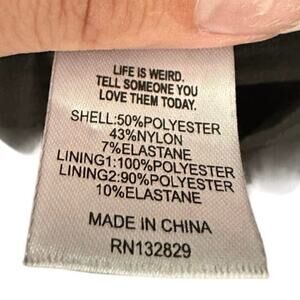 LIFE IS WEIRD.
TELL SOMEONE YOU
LOVE THEM TODAY.
SHELL:50%POLYESTER
43%NYLON
7%ELASTANE
LINING1:100%POLYESTER
LINING2:90%POLYESTER
10%ELASTANE
MADE IN CHINA
RN132829